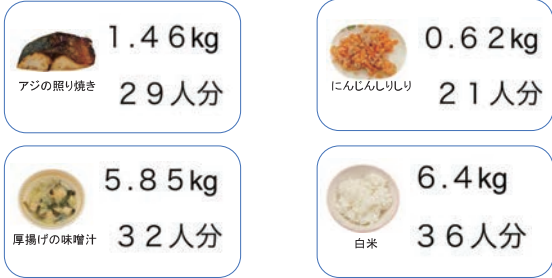 1.46kg
アジの照り焼き
29人分
0.62kg
にんじんしりしり
21人分
5.85kg
厚揚げの味噌汁
32人分
6.4kg
白米
36人分